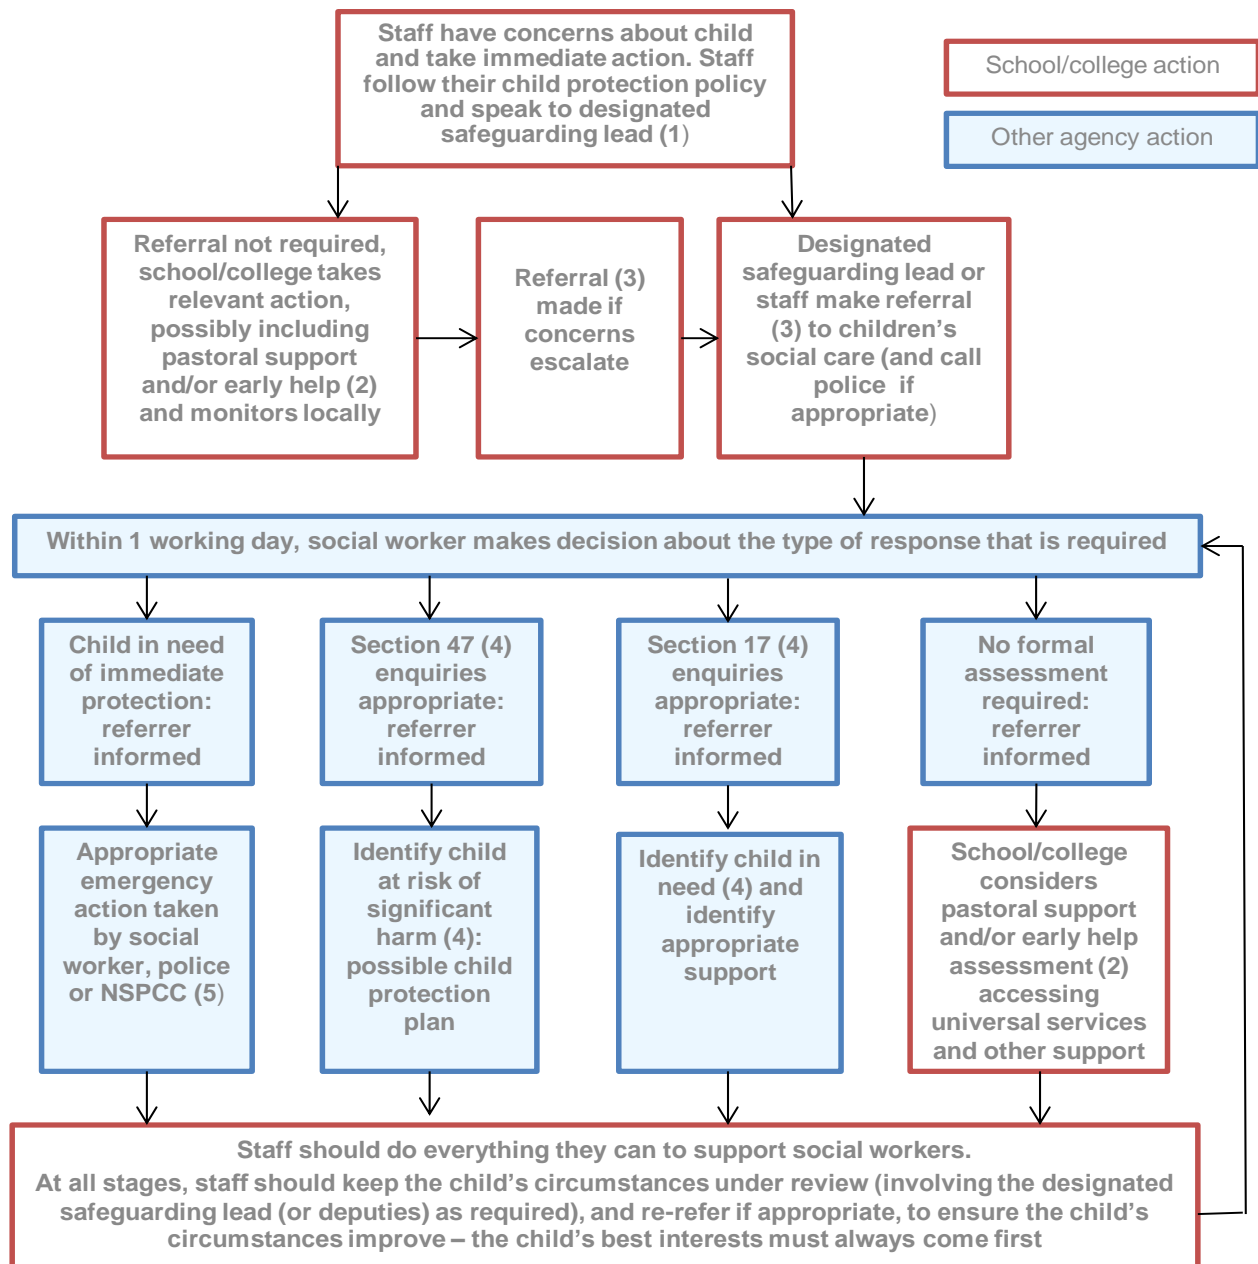 Staff have concerns about child
and take immediate action. Staff
follow their child protection policy
and speak to designated
safeguarding lead (1)
School/college action
Other agency action
Referral not required,
school/college takes
relevant action,
possibly including
pastoral support
and/or early help (2)
and monitors locally
Referral (3)
made if
concerns
escalate
Designated
safeguarding lead or
staff make referral
(3) to children’s
social care (and call
police if
appropriate)
Within 1 working day, social worker makes decision about the type of response that is required
Child in need
of immediate
protection:
referrer
informed
Section 47 (4)
enquiries
appropriate:
referrer
informed
Section 17 (4)
enquiries
appropriate:
referrer
informed
No formal
assessment
required:
referrer
informed
Appropriate
emergency
action taken
by social
worker, police
or NSPCC (5)
Identify child
at risk of
significant
harm (4):
possible child
protection
plan
Identify child in
need (4) and
identify
appropriate
support
School/college
considers
pastoral support
and/or early help
assessment (2)
accessing
universal services
and other support
Staff should do everything they can to support social workers.
At all stages, staff should keep the child’s circumstances under review (involving the designated
safeguarding lead (or deputies) as required), and re-refer if appropriate, to ensure the child’s
circumstances improve – the child’s best interests must always come first